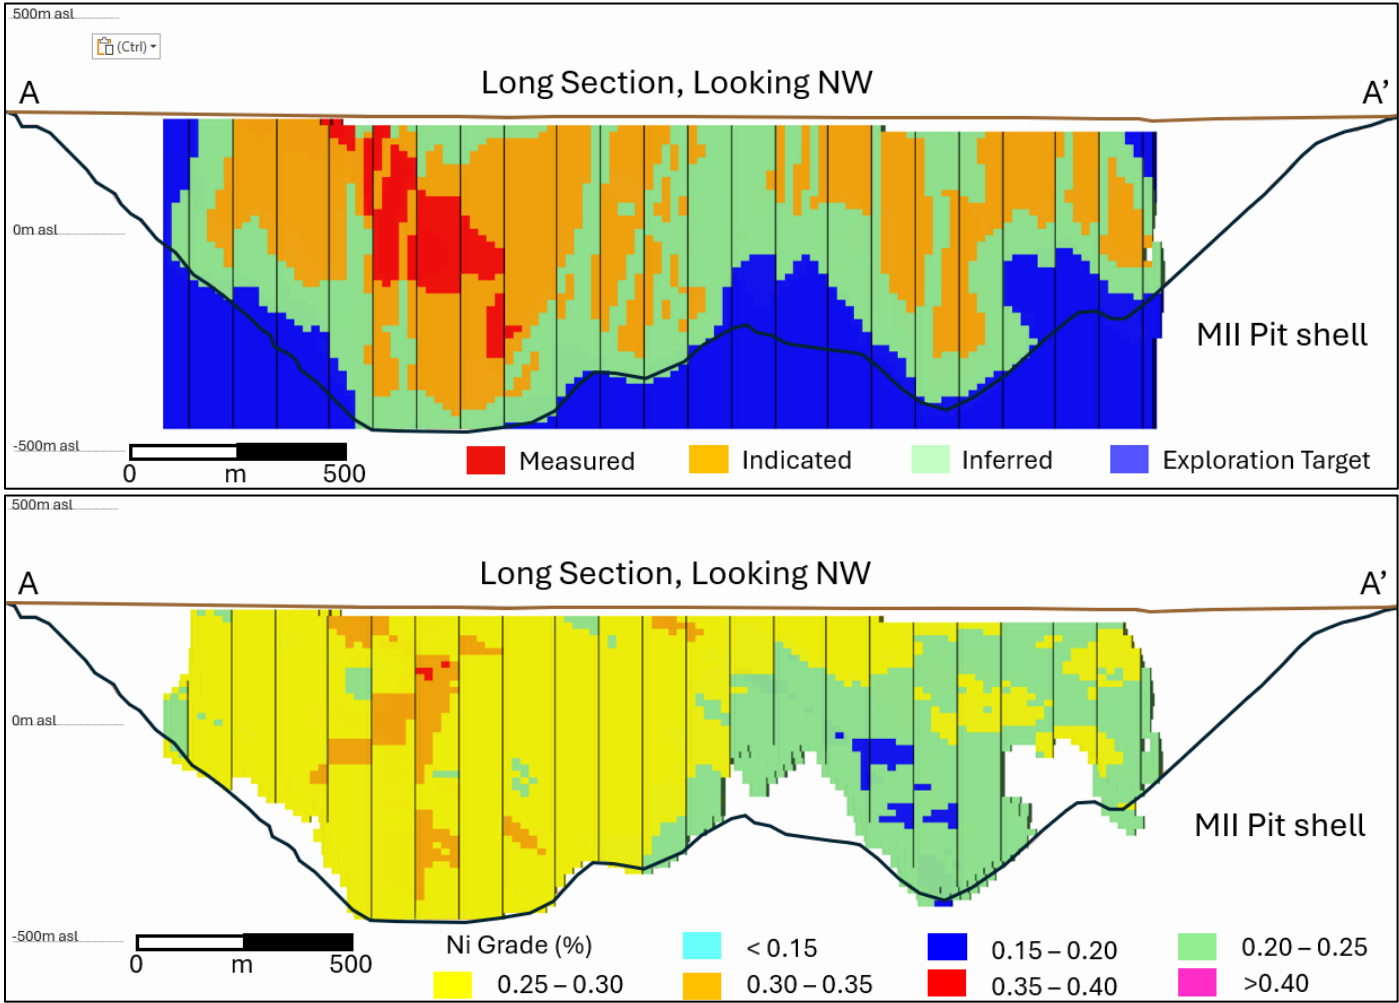 500m asl
(Ctrl)
Long Section, Looking NW
A A’
0m asl
MII Pit shell
-500m asl
0 m 500
Measured Indicated Inferred Exploration Target
500m asl
Long Section, Looking NW
A A’
0m asl
MII Pit shell
-500m asl
0 m 500
Ni Grade (%) < 0.15 0.15 – 0.20 0.20 – 0.25
0.25 – 0.30 0.30 – 0.35 0.35 – 0.40 >0.40